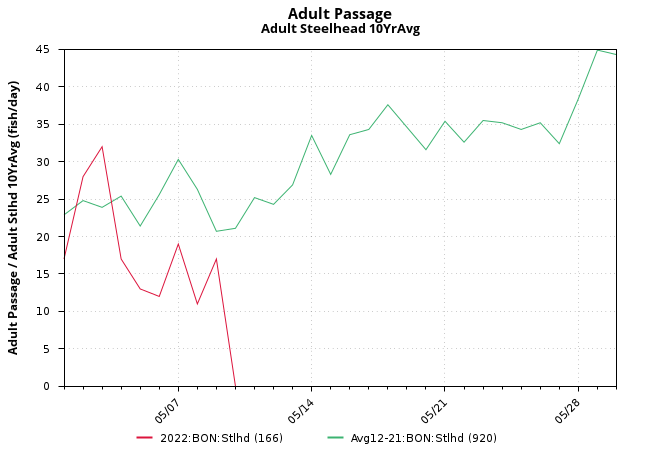 Adult Passage
Adult Steelhead 10YrAvg
Adult Passage / Adult Stlhd 10YrAvg (fish/day)
45
40
35
30
25
20
15
10
5
0
05/07
05/14
05/21
05/28
2022:BON:Stlhd (166)
Avg12-21:BON:Stlhd (920)